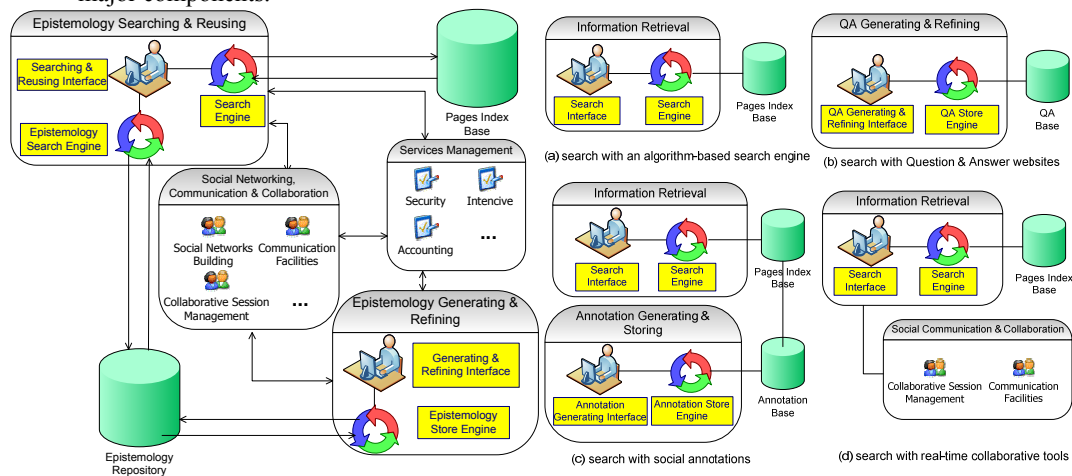 major components.
Epistemology Searching & Reusing
Searching &
Reusing Interface
Search
Engine
Epistemology
Search Engine
Pages Index
Base
Services Management
Security
Intencive
Accounting
...
Social Networking,
Communication & Collaboration
Social Networks
Building
Communication
Facilities
Collaborative Session
Management
...
Epistemology Generating &
Refining
Generating &
Refining Interface
Epistemology
Store Engine
Epistemology
Repository
Information Retrieval
Search
Interface
Search
Engine
Pages Index
Base
(a) search with an algorithm-based search engine
QA Generating & Refining
QA Generating &
Refining Interface
QA Store
Engine
QA
Base
(b) search with Question & Answer websites
Information Retrieval
Search
Interface
Search
Engine
Pages Index
Base
Annotation Generating &
Storing
Annotation
Generating Interface
Annotation Store
Engine
Annotation
Base
(c) search with social annotations
Information Retrieval
Search
Interface
Search
Engine
Pages Index
Base
Social Communication & Collaboration
Collaborative Session
Management
Communication
Facilities
(d) search with real-time collaborative tools